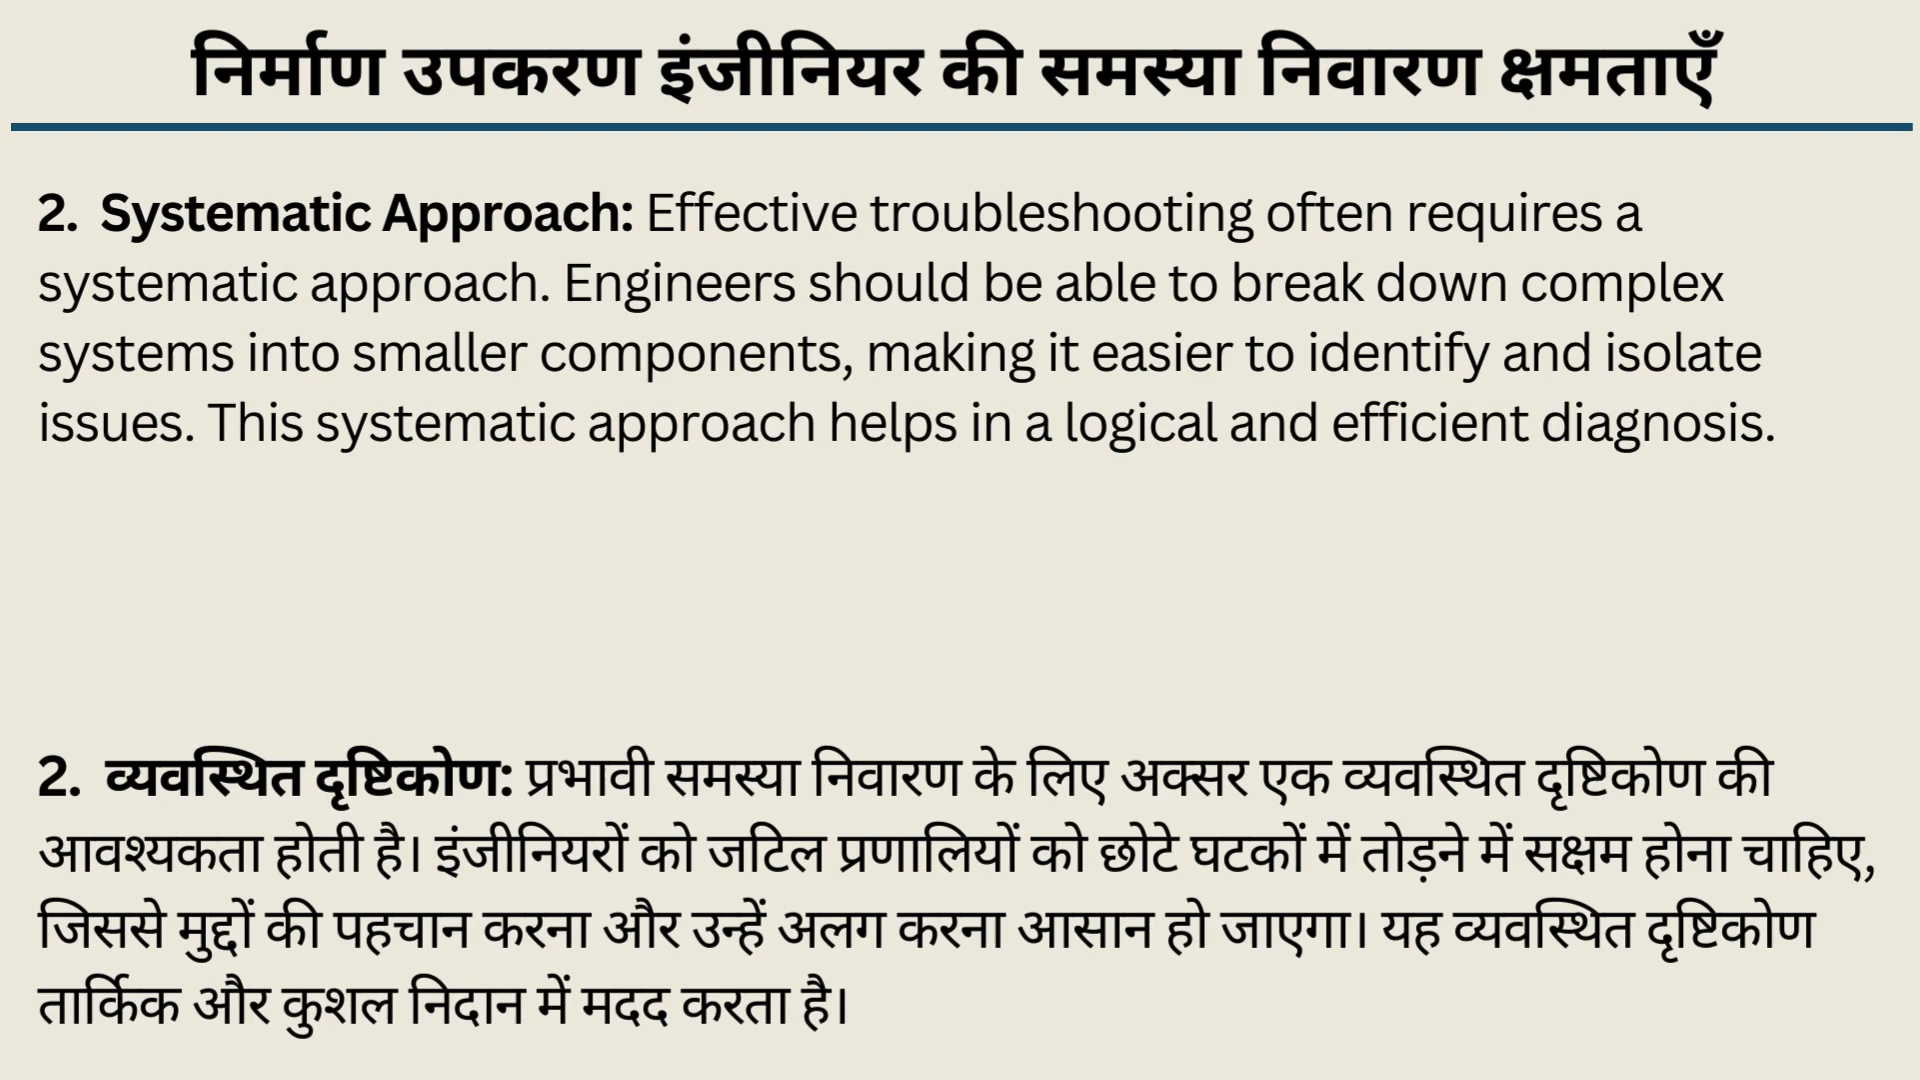 निर्माण उपकरण इंजीनियर की समस्या निवारण क्षमताएँ
2. Systematic Approach: Effective troubleshooting often requires a
systematic approach. Engineers should be able to break down complex
systems into smaller components, making it easier to identify and isolate
issues. This systematic approach helps in a logical and efficient diagnosis.
2. व्यवस्थित दृष्टिकोण: प्रभावी समस्या निवारण के लिए अक्सर एक व्यवस्थित दृष्टिकोण की
आवश्यकता होती है। इंजीनियरों को जटिल प्रणालियों को छोटे घटकों में तोड़ने में सक्षम होना चाहिए,
जिससे मुद्दों की पहचान करना और उन्हें अलग करना आसान हो जाएगा। यह व्यवस्थित दृष्टिकोण
तार्किक और कुशल निदान में मदद करता है।